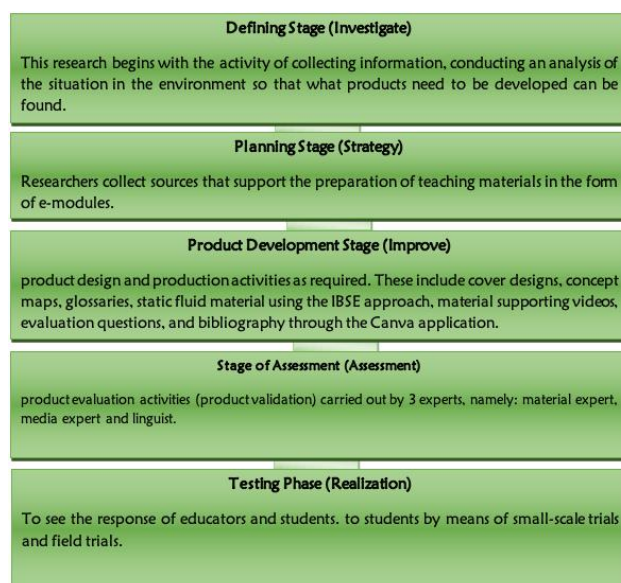 Defining Stage (Investigate)
This research begins with the activity of collecting information, conducting an analysis of
the situation in the environment so that what products need to be developed can be
found.
Planning Stage (Strategy)
Researchers collect sources that support the preparation of teaching materials in the form
of e-modules.
Product Development Stage (Improve)
product design and production activities as required. These include cover designs, concept
maps, glossaries, static fluid material using the IBSE approach, material supporting videos,
evaluation questions, and bibliography through the Canva application.
Stage of Assessment (Assessment)
product evaluation activities (product validation) carried out by 3 experts, namely: material expert,
media expert and linguist.
Testing Phase (Realization)
To see the response of educators and students. to students by means of small-scale trials
and field trials.